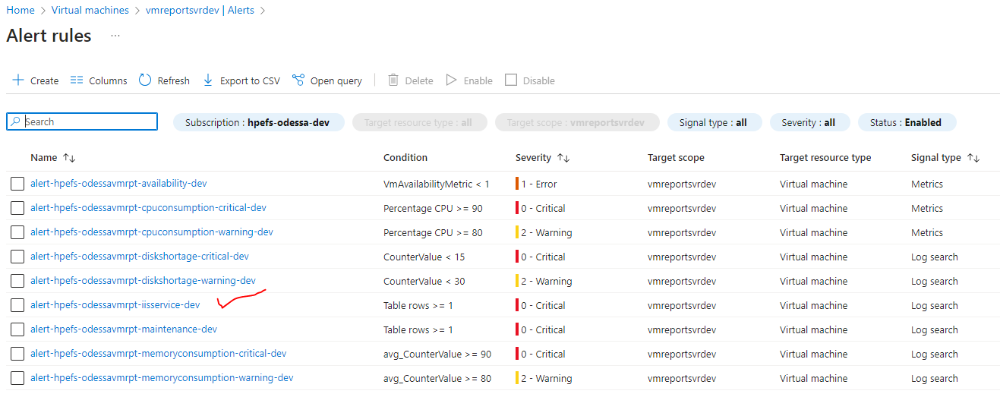 Home > Virtual machines > vmreportsvrdev | Alerts >
Alert rules ...
Create Columns Refresh Export to CSV Open query Delete Enable Disable
Search Subscription : hpefs-odessa-dev Target resource type : all Target scope : vmreportsvrdev Signal type : all Severity : all Status : Enabled
Name Condition Severity Target scope Target resource type Signal type
alert-hpefs-odessavmrpt-availability-dev VmAvailabilityMetric < 1 1 - Error vmreportsvrdev Virtual machine Metrics
alert-hpefs-odessavmrpt-cpuconsumption-critical-dev Percentage CPU >= 90 0 - Critical vmreportsvrdev Virtual machine Metrics
alert-hpefs-odessavmrpt-cpuconsumption-warning-dev Percentage CPU >= 80 2 - Warning vmreportsvrdev Virtual machine Metrics
alert-hpefs-odessavmrpt-diskshortage-critical-dev CounterValue < 15 0 - Critical vmreportsvrdev Virtual machine Log search
alert-hpefs-odessavmrpt-diskshortage-warning-dev CounterValue < 30 2 - Warning vmreportsvrdev Virtual machine Log search
alert-hpefs-odessavmrpt-iisservice-dev Table rows >= 1 0 - Critical vmreportsvrdev Virtual machine Log search
alert-hpefs-odessavmrpt-maintenance-dev Table rows >= 1 0 - Critical vmreportsvrdev Virtual machine Log search
alert-hpefs-odessavmrpt-memoryconsumption-critical-dev avg_CounterValue >= 90 0 - Critical vmreportsvrdev Virtual machine Log search
alert-hpefs-odessavmrpt-memoryconsumption-warning-dev avg_CounterValue >= 80 2 - Warning vmreportsvrdev Virtual machine Log search